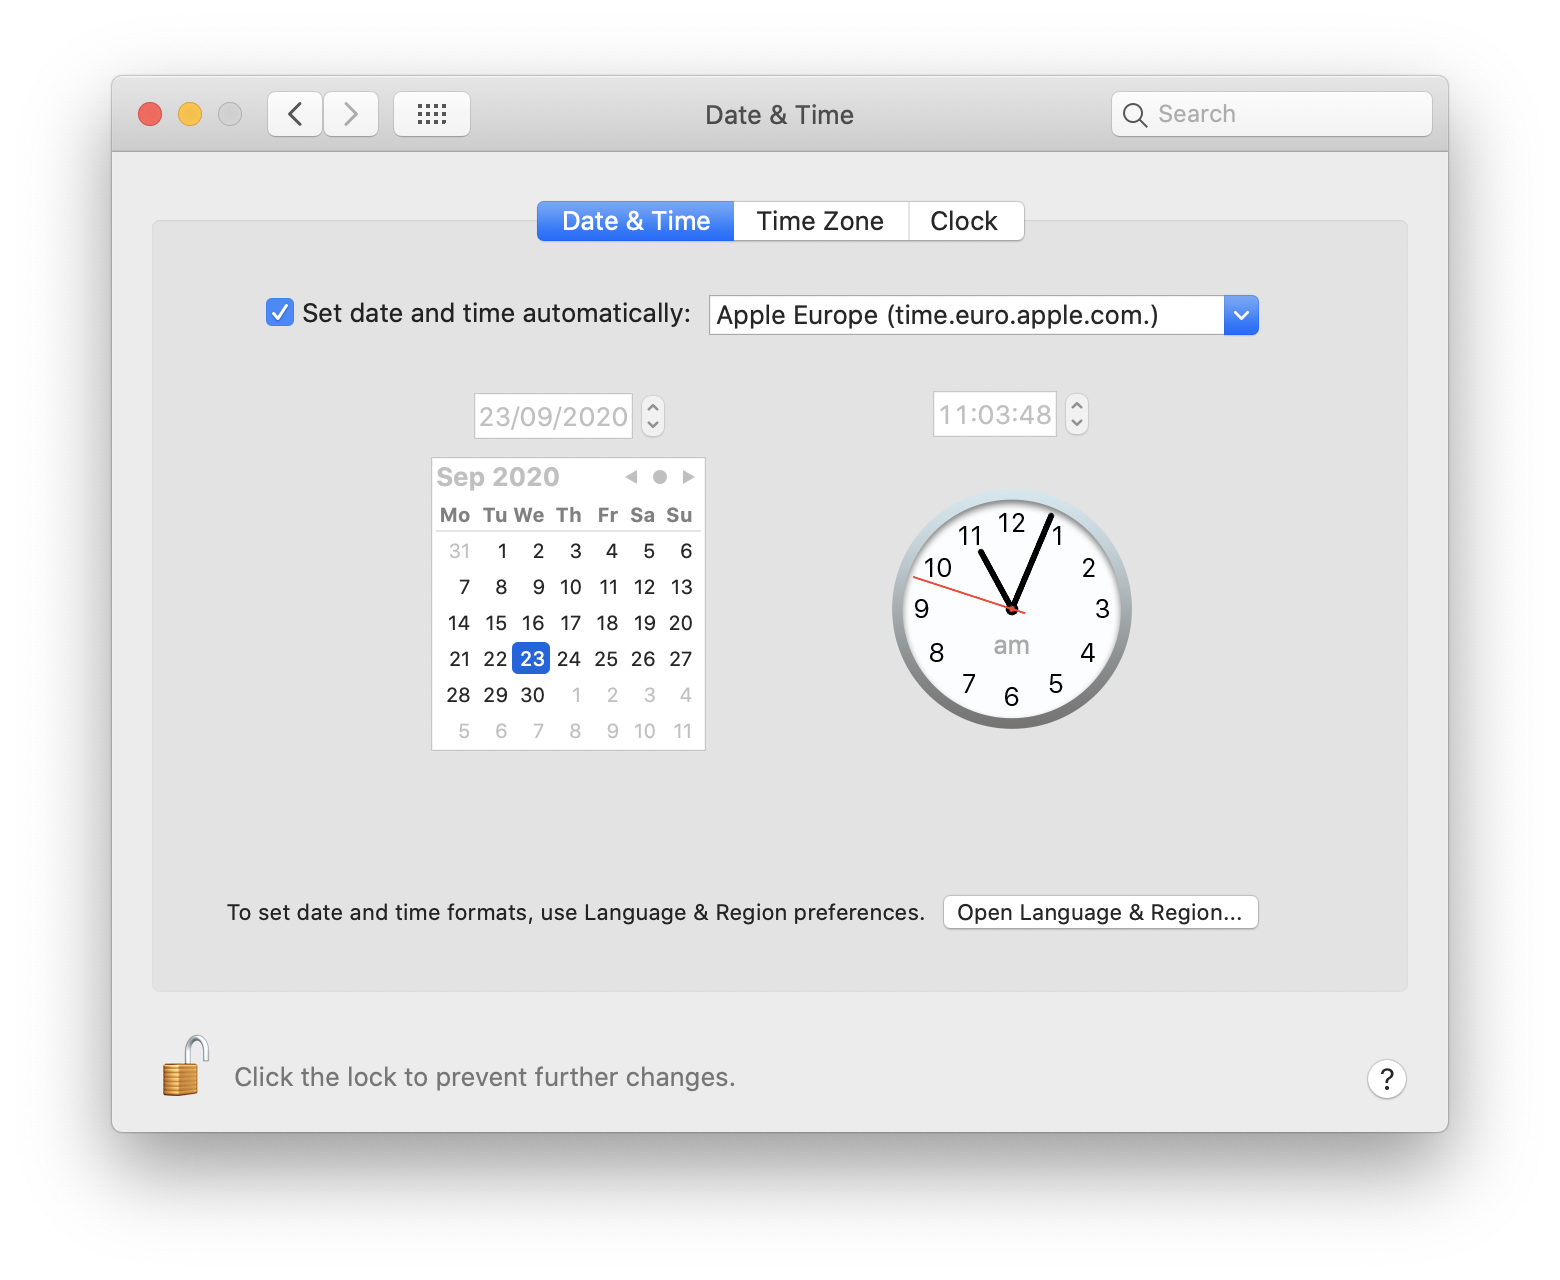 Date & Time
Search
Date & Time Time Zone Clock
Set date and time automatically: Apple Europe (time.euro.apple.com.)
23/09/2020
11:03:48
Sep 2020
Mo Tu We Th Fr Sa Su
31 1 2 3 4 5 6
7 8 9 10 11 12 13
14 15 16 17 18 19 20
21 22 23 24 25 26 27
28 29 30 1 2 3 4
5 6 7 8 9 10 11
12
1
2
3
4
5
6
7
8
9
10
11
am
To set date and time formats, use Language & Region preferences. Open Language & Region...
Click the lock to prevent further changes.
?